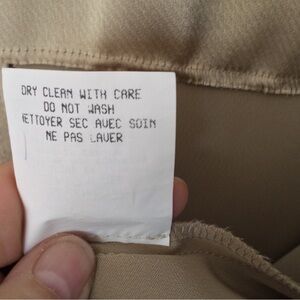 DRY CLEAN WITH CARE
DO NOT WASH
NETTOYER SEC AVEC SOIN
NE PAS LAVER